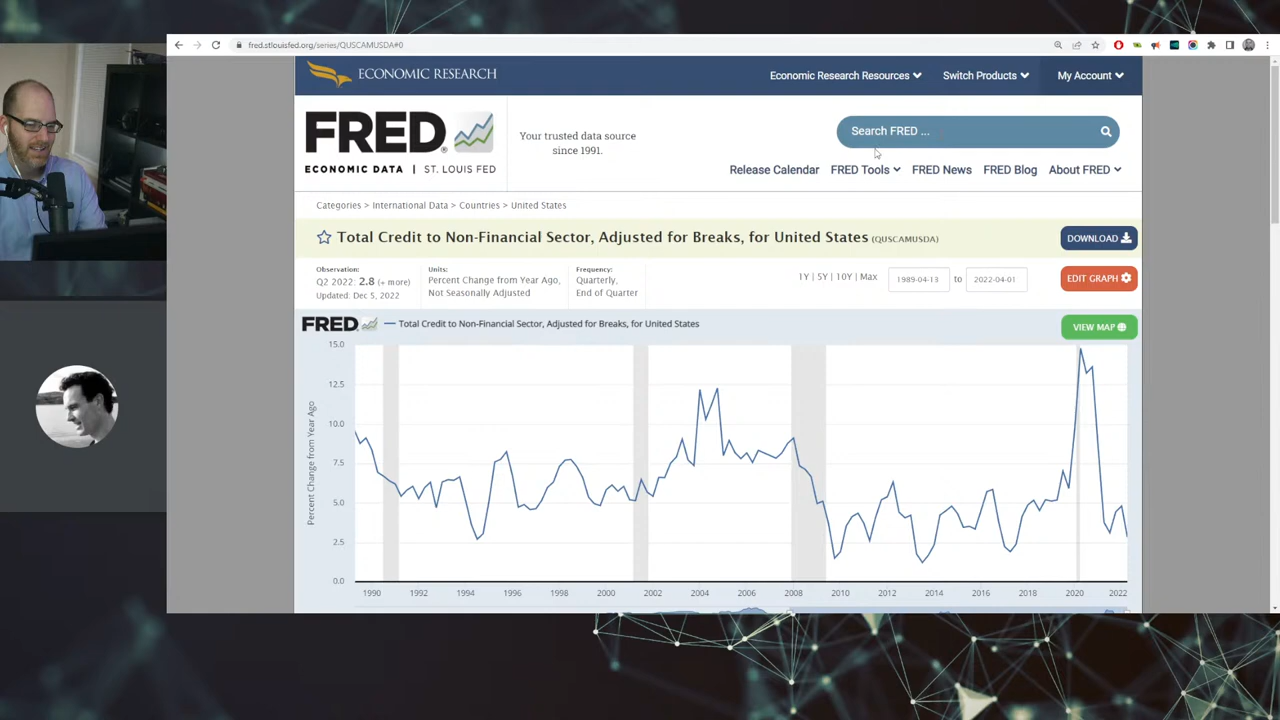 fred.stlouisfed.org/series/QUSCAMUSDA#0
ECONOMIC RESEARCH
Economic Research Resources
Switch Products
My Account
FRED
ECONOMIC DATA | ST. LOUIS FED
Your trusted data source
since 1991.
Search FRED ...
Release Calendar
FRED Tools
FRED News
FRED Blog
About FRED
Categories > International Data > Countries > United States
Total Credit to Non-Financial Sector, Adjusted for Breaks, for United States (QUSCAMUSDA)
DOWNLOAD
Observation:
Q2 2022: 2.8 (+ more)
Updated: Dec 5, 2022
Units:
Percent Change from Year Ago,
Not Seasonally Adjusted
Frequency:
Quarterly,
End of Quarter
1Y | 5Y | 10Y | Max
1989-04-13 to 2022-04-01
EDIT GRAPH
FRED
Total Credit to Non-Financial Sector, Adjusted for Breaks, for United States
VIEW MAP
Percent Change from Year Ago
15.0
12.5
10.0
7.5
5.0
2.5
0.0
1990 1992 1994 1996 1998 2000 2002 2004 2006 2008 2010 2012 2014 2016 2018 2020 2022